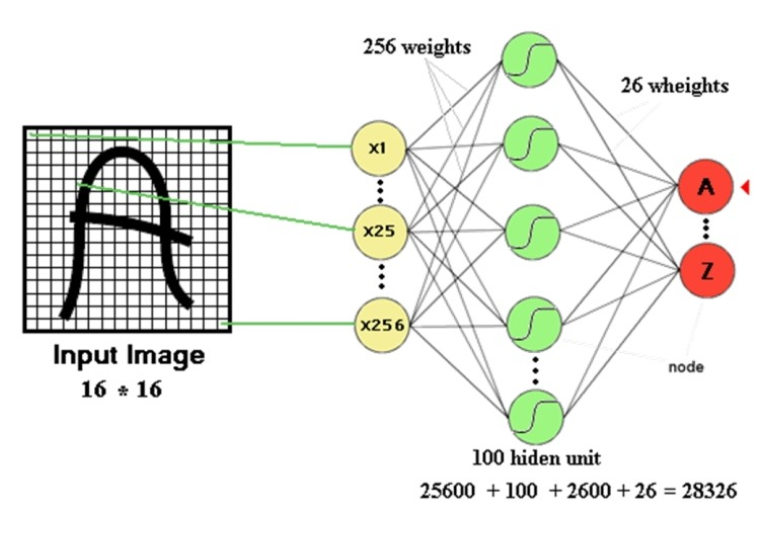 256 weights
26 wheights
x1
x25
x256
A
Z
node
Input Image
16 * 16
100 hiden unit
25600 + 100 + 2600 + 26 = 28326